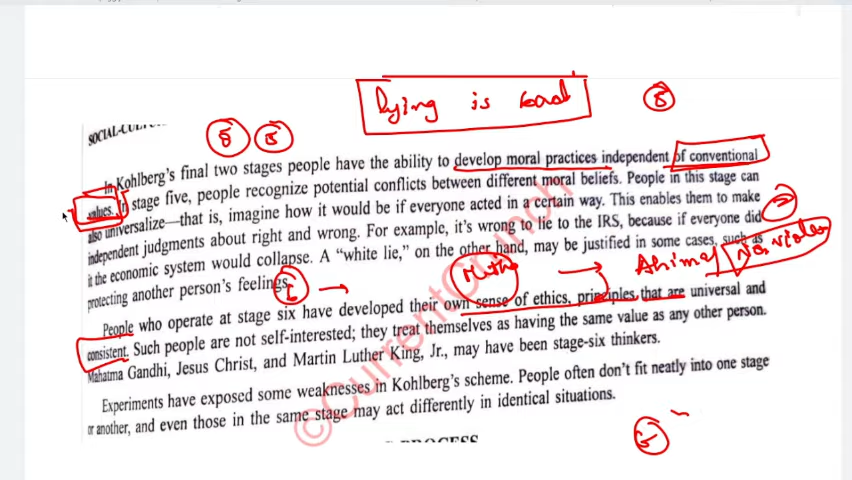 lying is bad
8
SOCIAL-CULTU
8 5
In Kohlberg's final two stages people have the ability to develop moral practices independent of conventional
values. In stage five, people recognize potential conflicts between different moral beliefs. People in this stage can
also universalize—that is, imagine how it would be if everyone acted in a certain way. This enables them to make
independent judgments about right and wrong. For example, it's wrong to lie to the IRS, because if everyone did
it the economic system would collapse. A "white lie," on the other hand, may be justified in some cases, such as
protecting another person's feelings.
6
Animal
People who operate at stage six have developed their own sense of ethics, principles, that are universal and
consistent. Such people are not self-interested; they treat themselves as having the same value as any other person.
Mahatma Gandhi, Jesus Christ, and Martin Luther King, Jr., may have been stage-six thinkers.
Experiments have exposed some weaknesses in Kohlberg's scheme. People often don't fit neatly into one stage
or another, and even those in the same stage may act differently in identical situations.
©CurrentCrunch
PROCESS